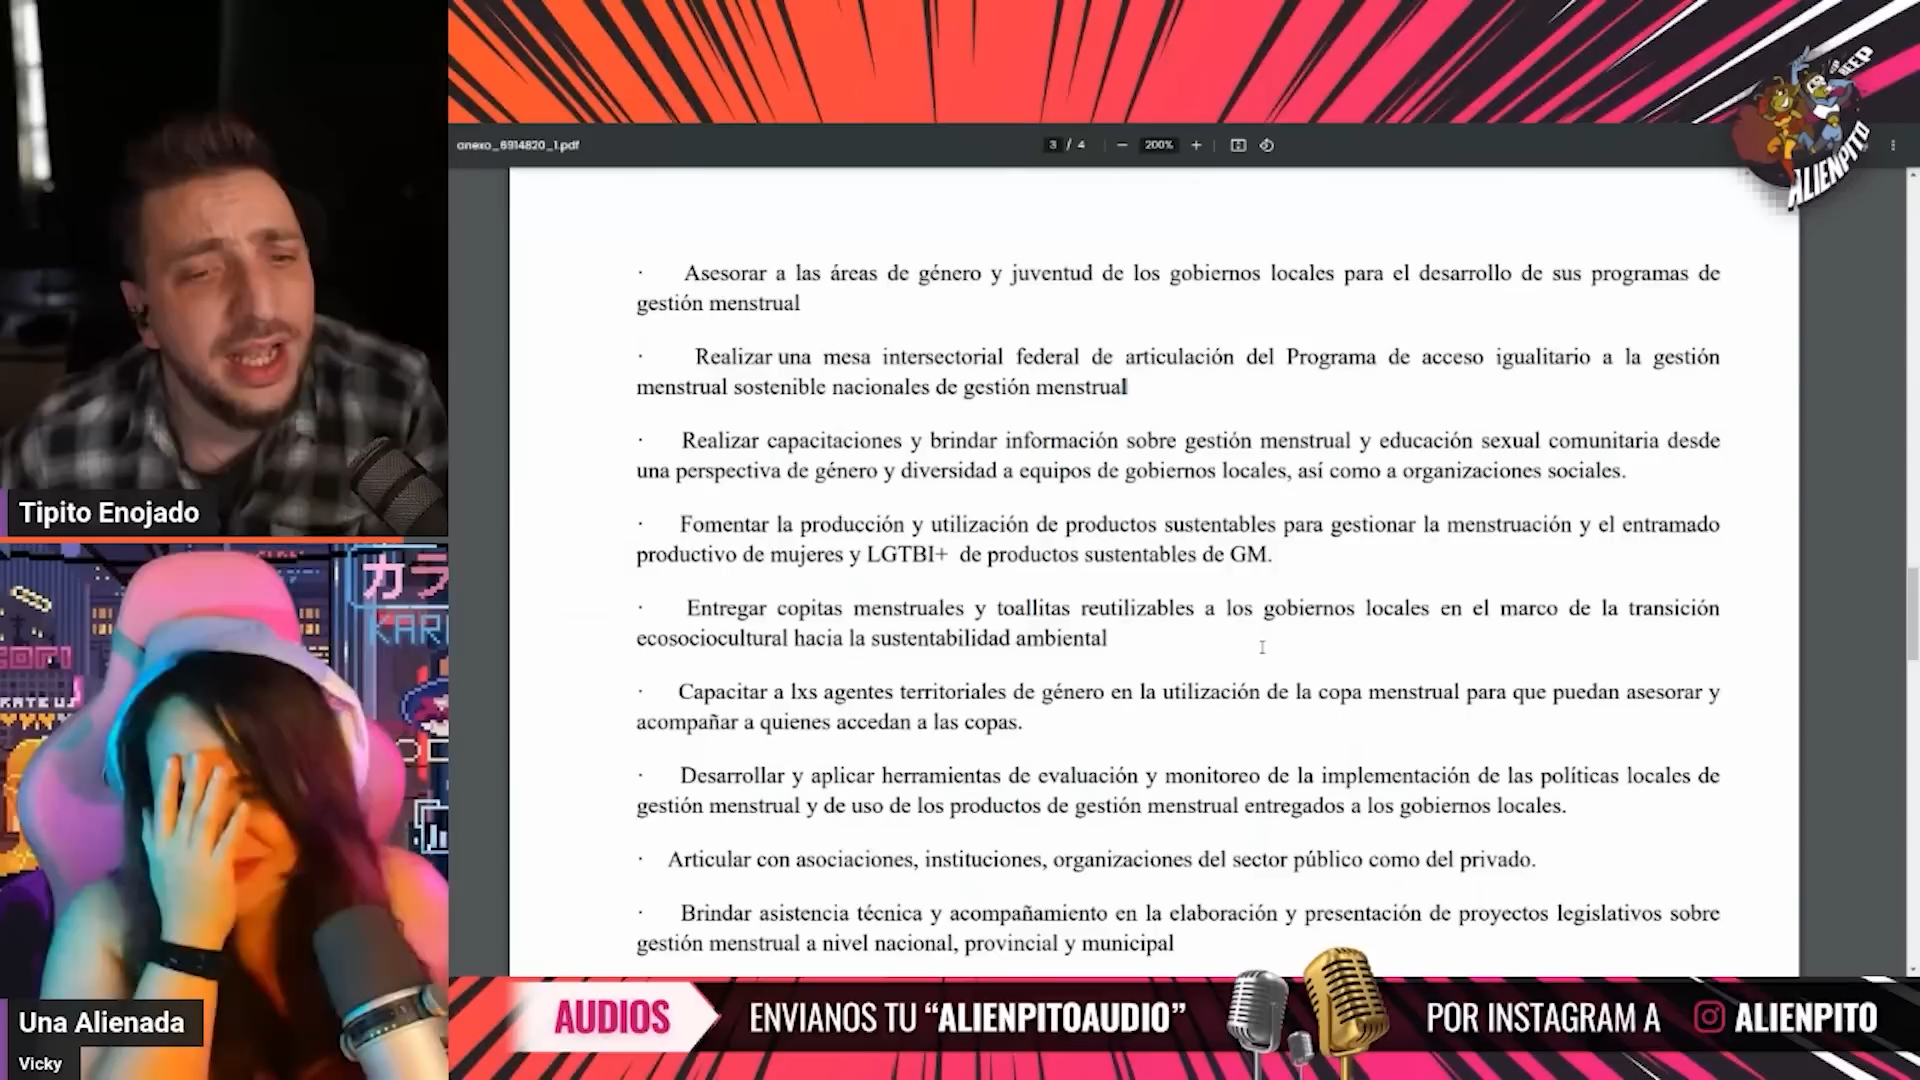 BEEP
ALIENPITO
anexo_6914820_1.pdf
3 / 4
200%
· Asesorar a las áreas de género y juventud de los gobiernos locales para el desarrollo de sus programas de
gestión menstrual
· Realizar una mesa intersectorial federal de articulación del Programa de acceso igualitario a la gestión
menstrual sostenible nacionales de gestión menstrual
· Realizar capacitaciones y brindar información sobre gestión menstrual y educación sexual comunitaria desde
una perspectiva de género y diversidad a equipos de gobiernos locales, así como a organizaciones sociales.
· Fomentar la producción y utilización de productos sustentables para gestionar la menstruación y el entramado
productivo de mujeres y LGTBI+ de productos sustentables de GM.
· Entregar copitas menstruales y toallitas reutilizables a los gobiernos locales en el marco de la transición
ecosociocultural hacia la sustentabilidad ambiental
· Capacitar a lxs agentes territoriales de género en la utilización de la copa menstrual para que puedan asesorar y
acompañar a quienes accedan a las copas.
· Desarrollar y aplicar herramientas de evaluación y monitoreo de la implementación de las políticas locales de
gestión menstrual y de uso de los productos de gestión menstrual entregados a los gobiernos locales.
· Articular con asociaciones, instituciones, organizaciones del sector público como del privado.
· Brindar asistencia técnica y acompañamiento en la elaboración y presentación de proyectos legislativos sobre
gestión menstrual a nivel nacional, provincial y municipal
Tipito Enojado
カラ
KAR
Una Alienada
Vicky
AUDIOS
ENVIANOS TU “ALIENPITOAUDIO”
POR INSTAGRAM A
ALIENPITO